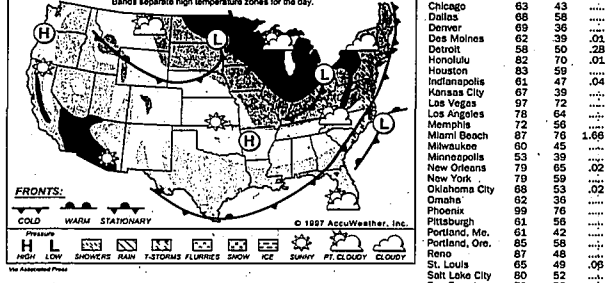 Bands separate high temperature zones for the day.
H
L
L
H
L
FRONTS:
COLD WARM STATIONARY
© 1997 AccuWeather, Inc.
Pressure
H L
HIGH LOW SHOWERS RAIN T-STORMS FLURRIES SNOW ICE SUNNY PT. CLOUDY CLOUDY
Via Associated Press
Chicago 63 43 .....
Dallas 68 58 .....
Denver 69 36 .....
Des Moines 62 39 .01
Detroit 58 50 .28
Honolulu 82 70 .01
Houston 83 59 .....
Indianapolis 61 47 .04
Kansas City 67 39 .....
Las Vegas 97 72 .....
Los Angeles 78 64 .....
Memphis 72 56 .....
Miami Beach 87 76 1.66
Milwaukee 60 45 .....
Minneapolis 53 39 .....
New Orleans 79 65 .02
New York 79 59 .....
Oklahoma City 68 53 .02
Omaha 62 36 .....
Phoenix 99 76 .....
Pittsburgh 61 56 .....
Portland, Me. 61 42 .....
Portland, Ore. 85 58 .....
Reno 87 48 .....
St. Louis 65 49
Salt Lake City 80 52 .....